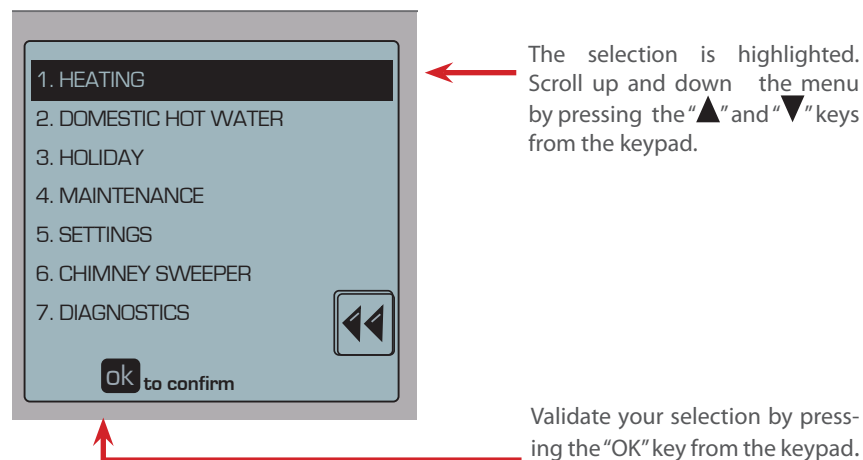 1. HEATING
2. DOMESTIC HOT WATER
3. HOLIDAY
4. MAINTENANCE
5. SETTINGS
6. CHIMNEY SWEEPER
7. DIAGNOSTICS
ok to confirm
The selection is highlighted.
Scroll up and down the menu
by pressing the "▲" and "▼" keys
from the keypad.
Validate your selection by press-
ing the "OK" key from the keypad.